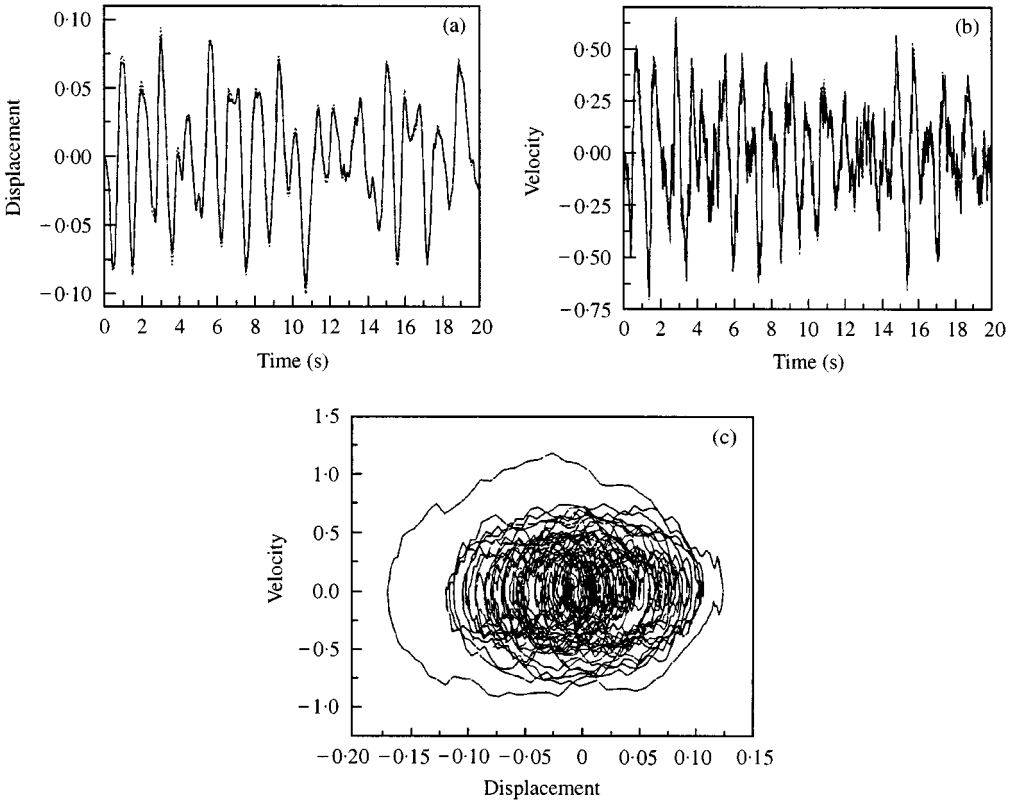 (a)
Displacement
0·10
0·05
0·00
−0·05
−0·10
0 2 4 6 8 10 12 14 16 18 20
Time (s)
(b)
Velocity
0·50
0·25
0·00
−0·25
−0·50
−0·75
0 2 4 6 8 10 12 14 16 18 20
Time (s)
(c)
Velocity
1·5
1·0
0·5
0·0
−0·5
−1·0
−0·20 −0·15 −0·10 −0·05 0 0·05 0·10 0·15
Displacement